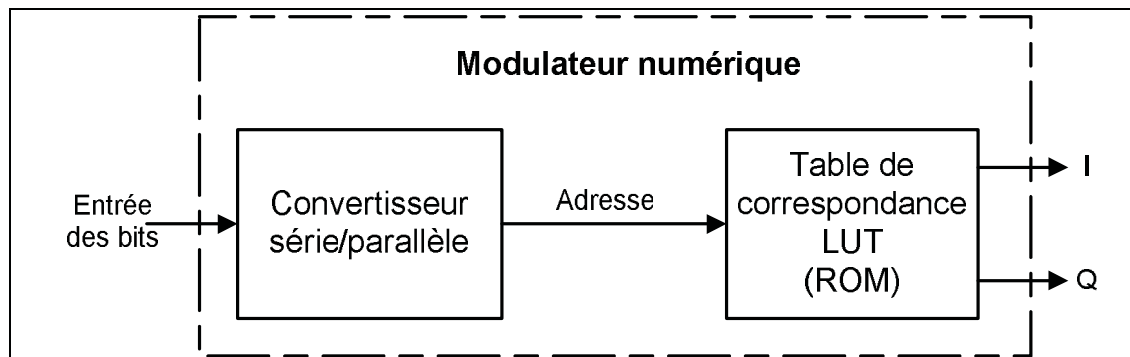 Modulateur numérique
Entrée
des bits
Convertisseur
série/parallèle
Adresse
Table de
correspondance
LUT
(ROM)
I
Q